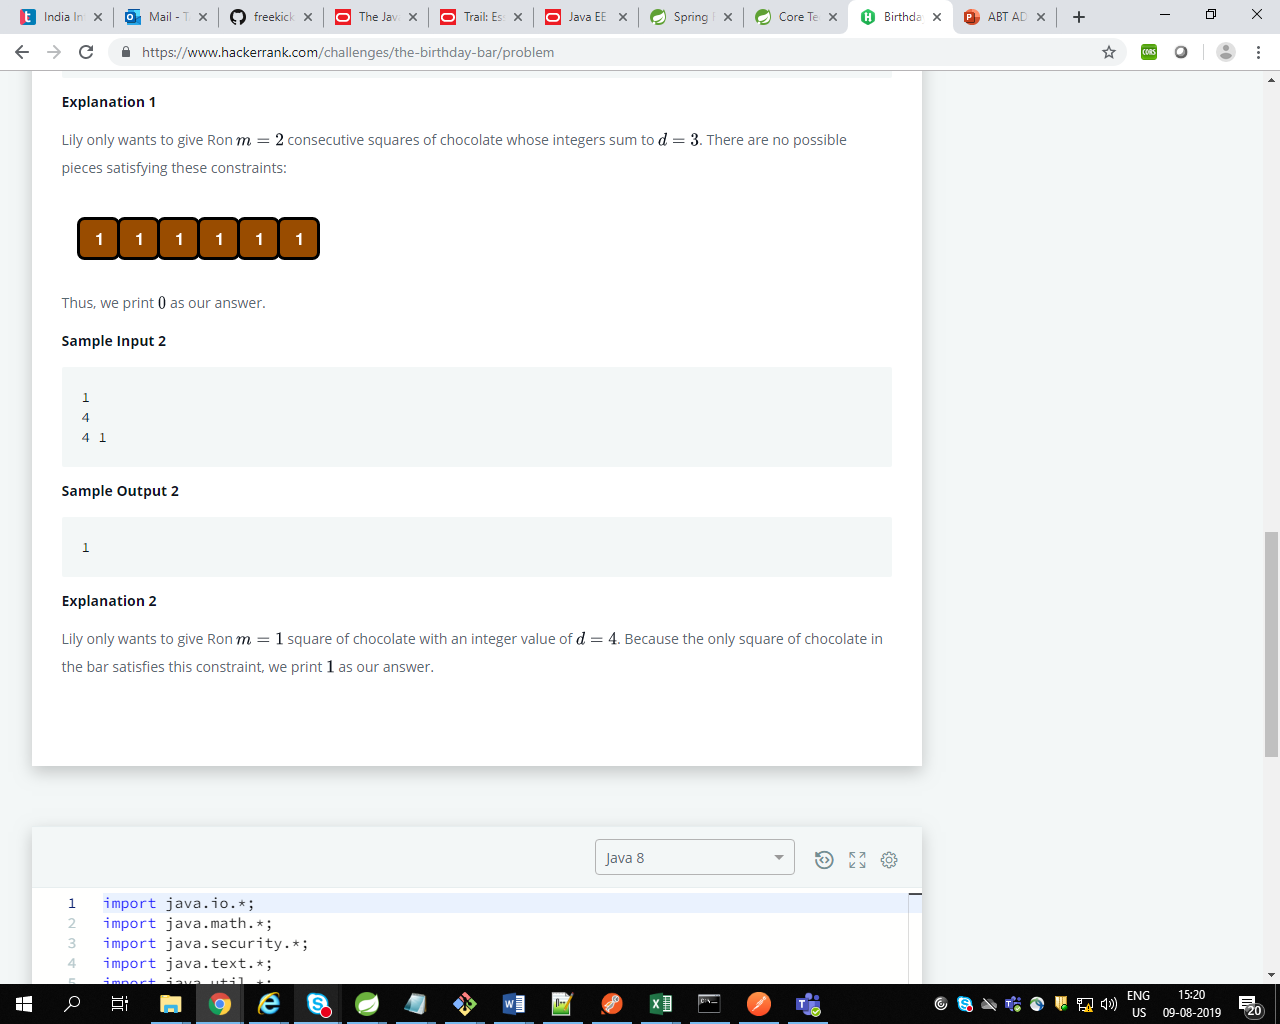 India In
Mail - T
freekick
The Java
Trail: Es
Java EE
Spring
Core Te
Birthda
ABT AD
https://www.hackerrank.com/challenges/the-birthday-bar/problem
CORS
Explanation 1
Lily only wants to give Ron m = 2 consecutive squares of chocolate whose integers sum to d = 3. There are no possible
pieces satisfying these constraints:
1 1 1 1 1 1
Thus, we print 0 as our answer.
Sample Input 2
1
4
4 1
Sample Output 2
1
Explanation 2
Lily only wants to give Ron m = 1 square of chocolate with an integer value of d = 4. Because the only square of chocolate in
the bar satisfies this constraint, we print 1 as our answer.
Java 8
1 import java.io.*;
2 import java.math.*;
3 import java.security.*;
4 import java.text.*;
5 import java.util.*;
ENG
US
15:20
09-08-2019
20